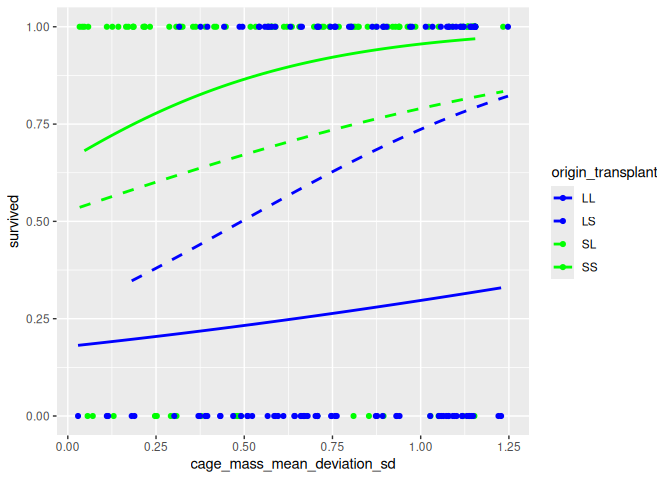 1.00
0.75
0.50
0.25
0.00
survived
0.00
0.25
0.50
0.75
1.00
1.25
cage_mass_mean_deviation_sd
origin_transplant
LL
LS
SL
SS